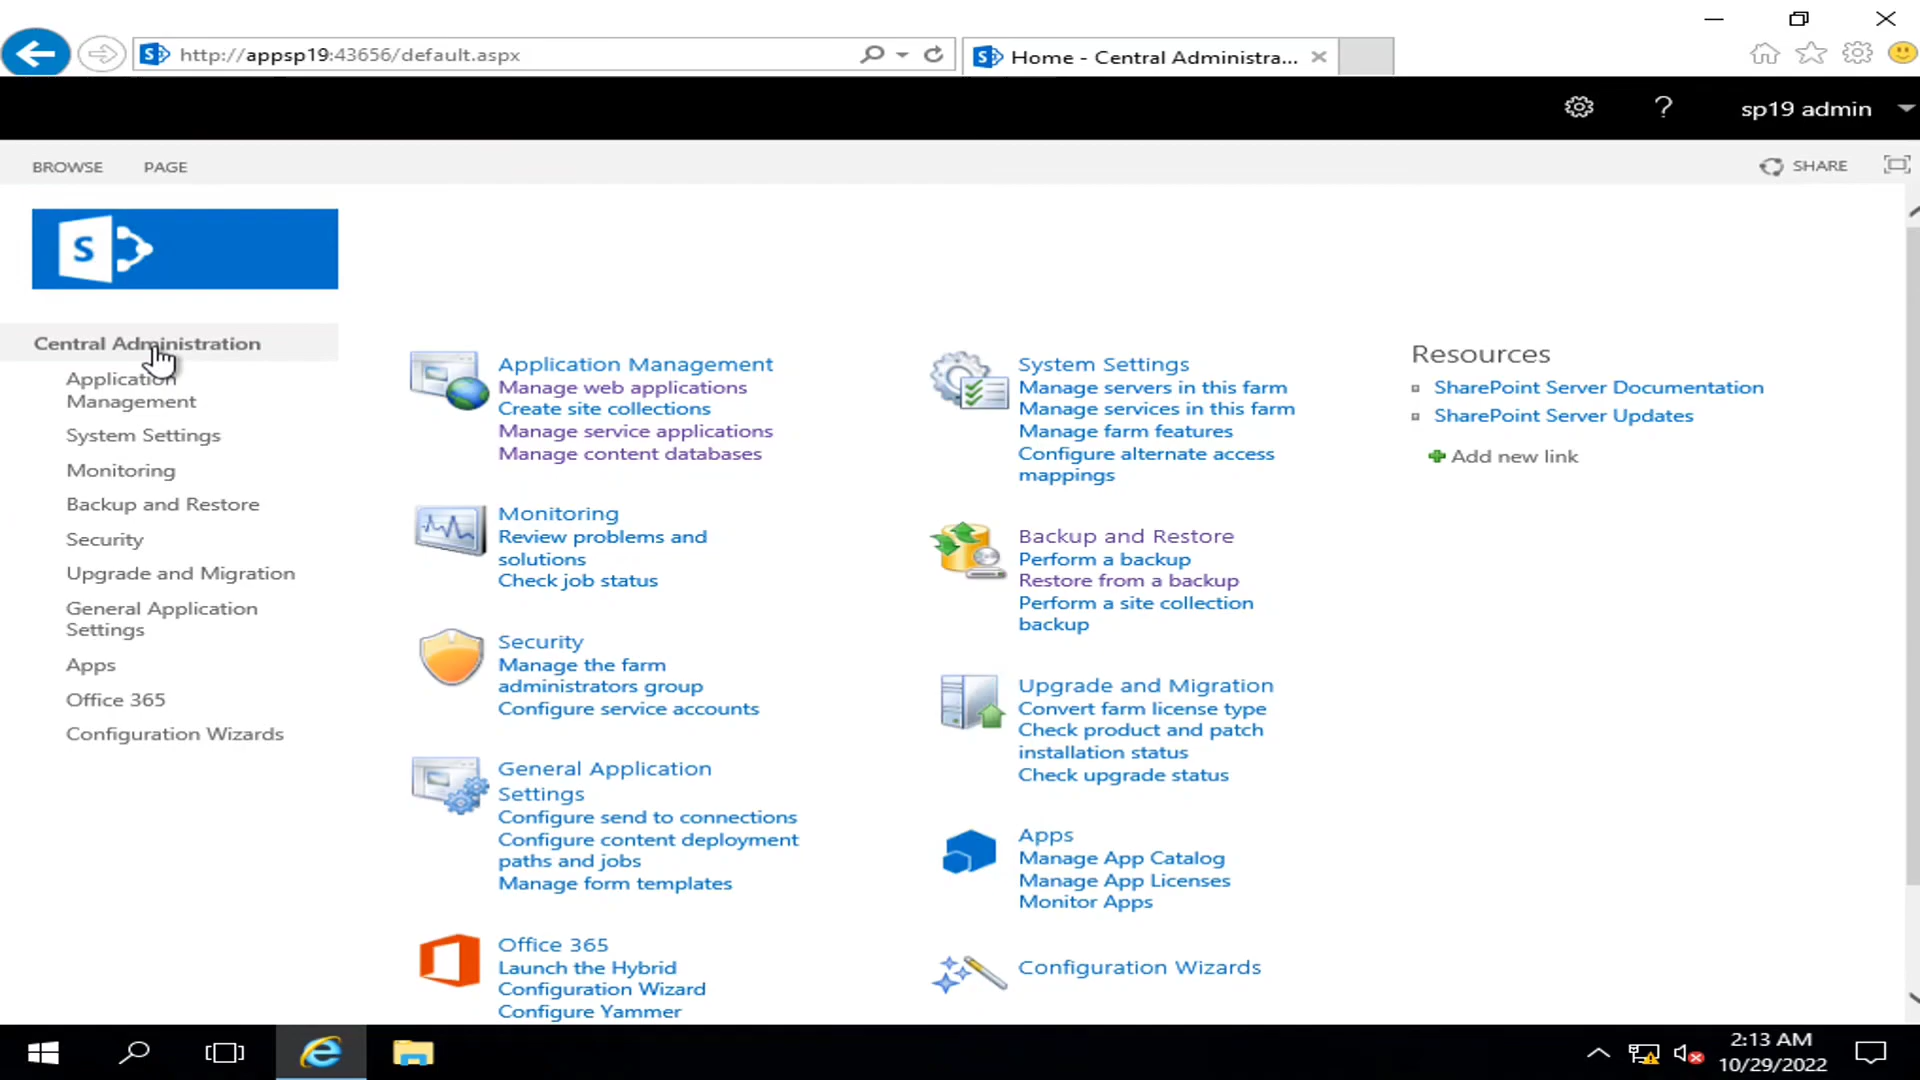 http://appsp19:43656/default.aspx
Home - Central Administra...
sp19 admin
BROWSE PAGE
SHARE
S
Central Administration
Application
Management
System Settings
Monitoring
Backup and Restore
Security
Upgrade and Migration
General Application
Settings
Apps
Office 365
Configuration Wizards
Application Management
Manage web applications
Create site collections
Manage service applications
Manage content databases
Monitoring
Review problems and
solutions
Check job status
Security
Manage the farm
administrators group
Configure service accounts
General Application
Settings
Configure send to connections
Configure content deployment
paths and jobs
Manage form templates
Office 365
Launch the Hybrid
Configuration Wizard
Configure Yammer
System Settings
Manage servers in this farm
Manage services in this farm
Manage farm features
Configure alternate access
mappings
Backup and Restore
Perform a backup
Restore from a backup
Perform a site collection
backup
Upgrade and Migration
Convert farm license type
Check product and patch
installation status
Check upgrade status
Apps
Manage App Catalog
Manage App Licenses
Monitor Apps
Configuration Wizards
Resources
SharePoint Server Documentation
SharePoint Server Updates
Add new link
2:13 AM
10/29/2022